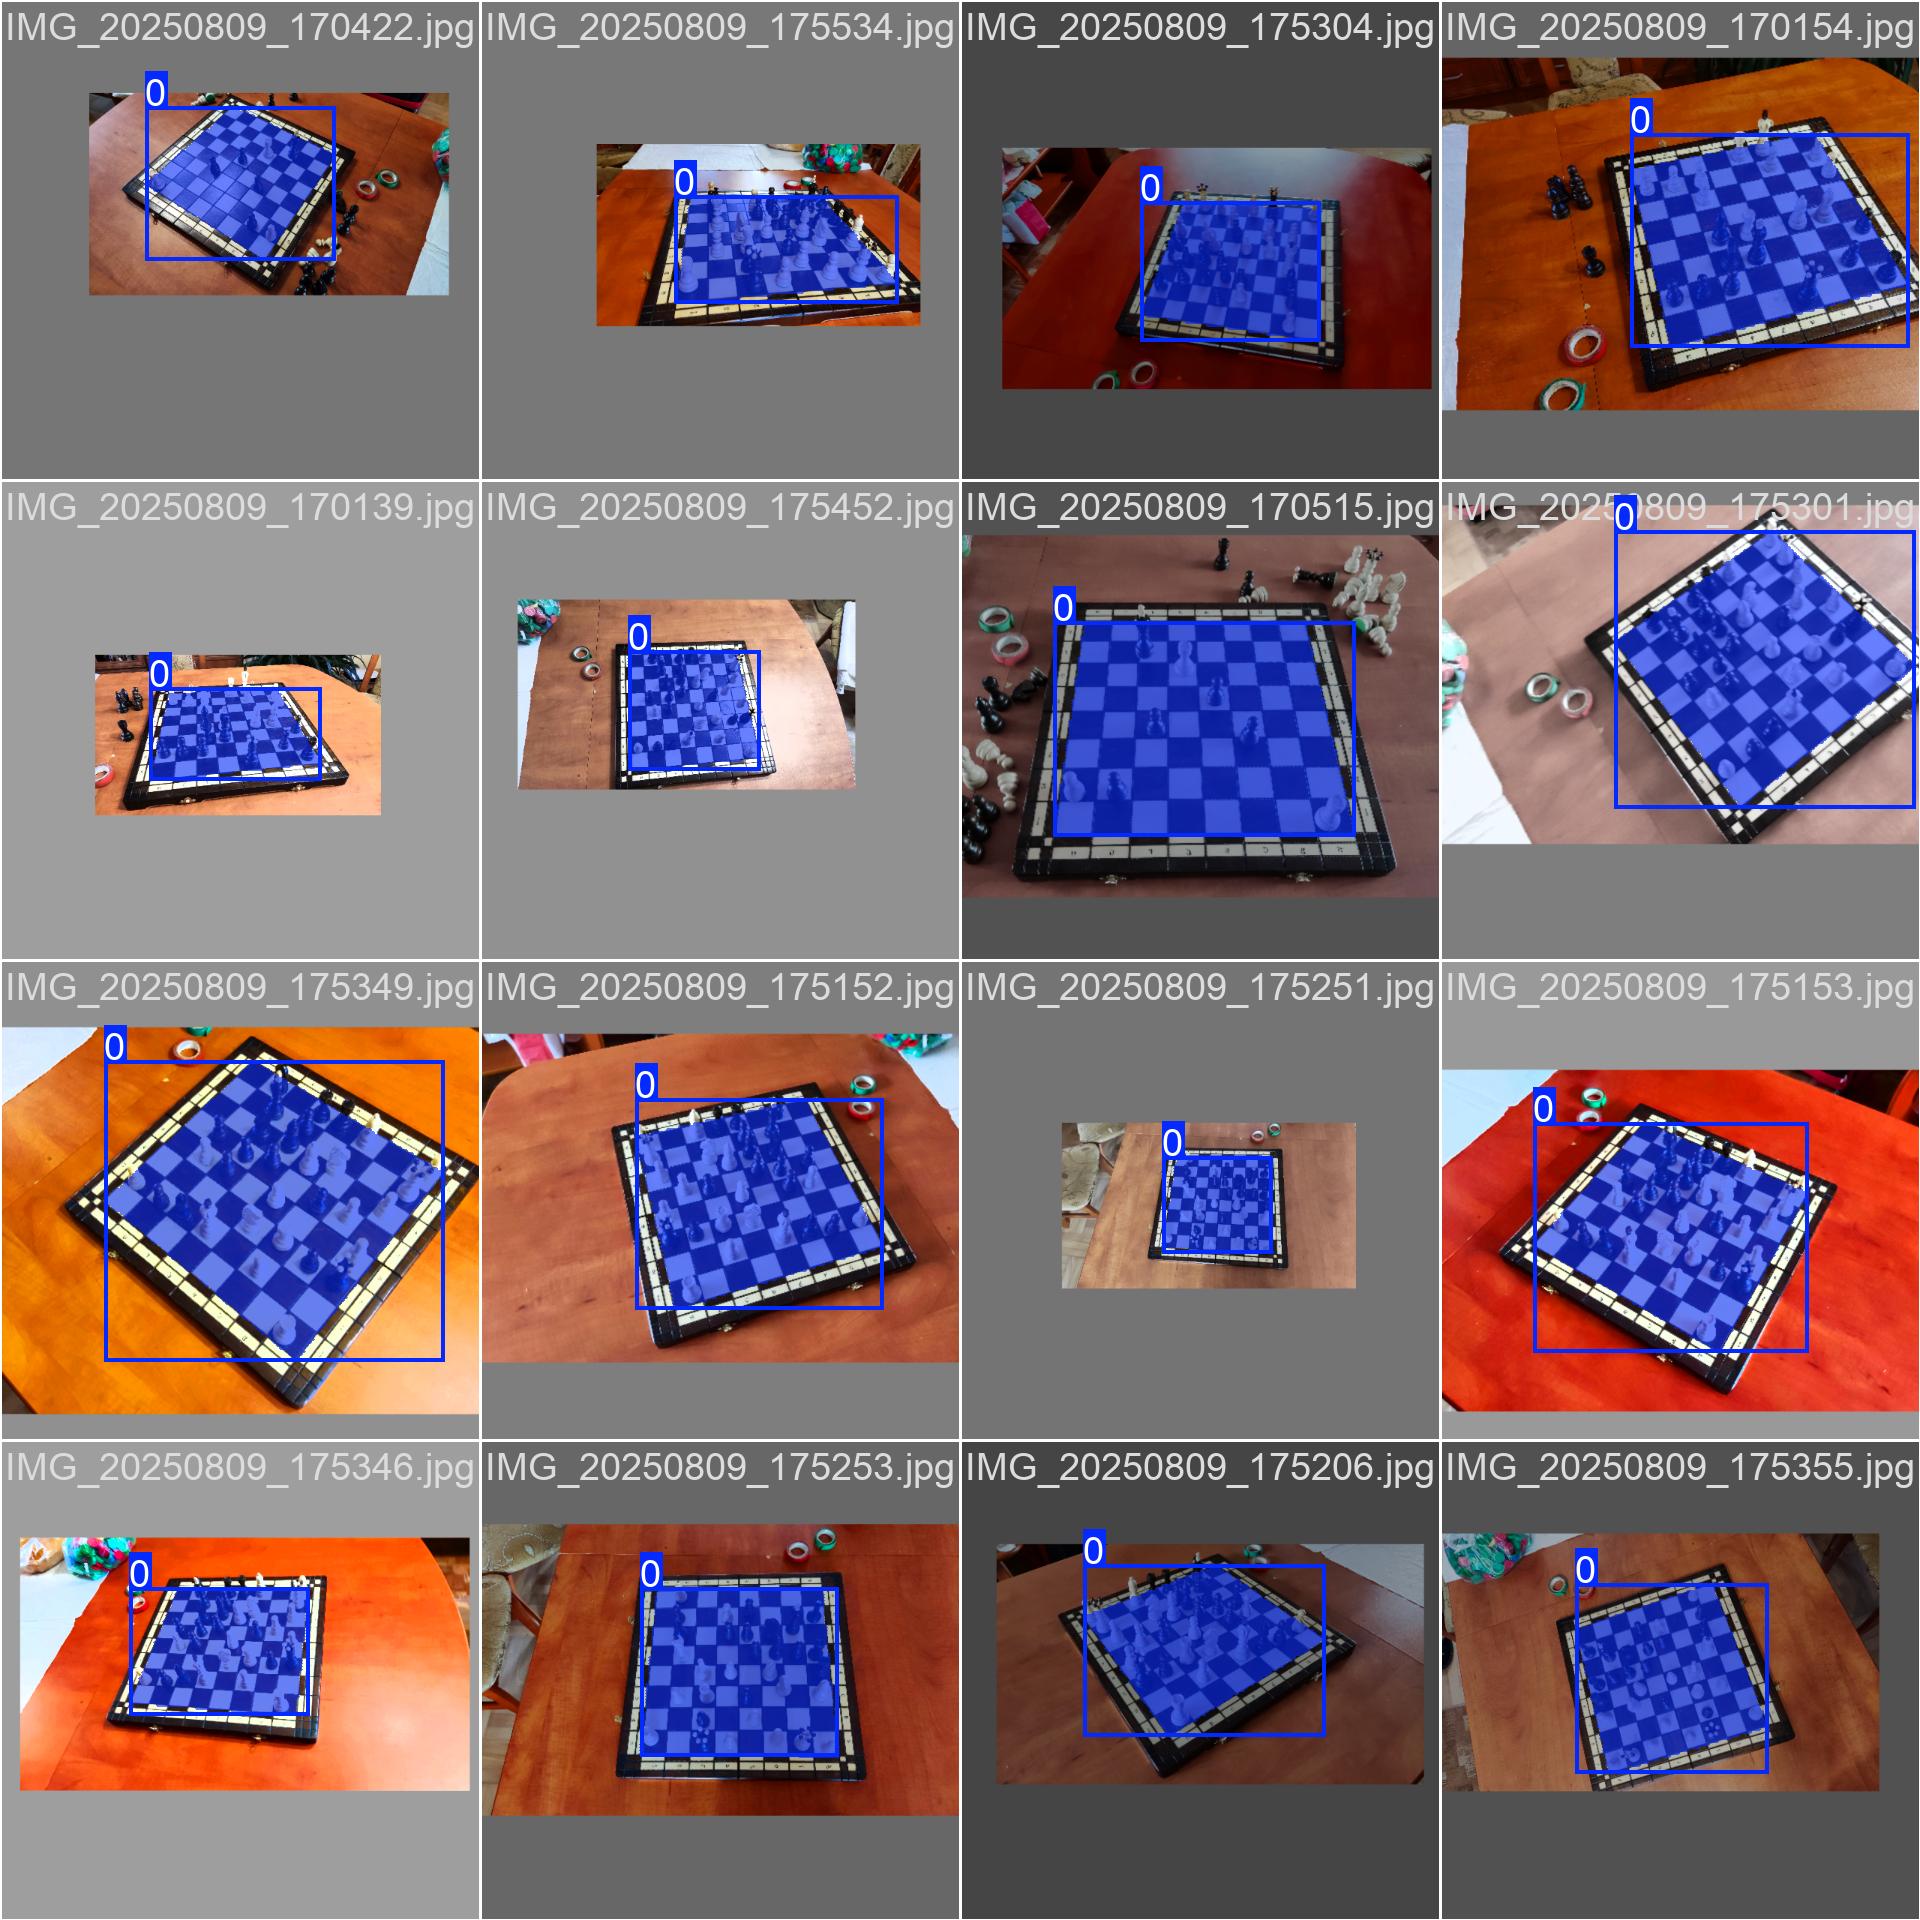 IMG_20250809_170422.jpg
0
IMG_20250809_175534.jpg
0
IMG_20250809_175304.jpg
0
IMG_20250809_170154.jpg
0
IMG_20250809_170139.jpg
0
IMG_20250809_175452.jpg
0
IMG_20250809_170515.jpg
0
IMG_20250809_175301.jpg
0
IMG_20250809_175349.jpg
0
IMG_20250809_175152.jpg
0
IMG_20250809_175251.jpg
0
IMG_20250809_175153.jpg
0
IMG_20250809_175346.jpg
0
IMG_20250809_175253.jpg
0
IMG_20250809_175206.jpg
0
IMG_20250809_175355.jpg
0